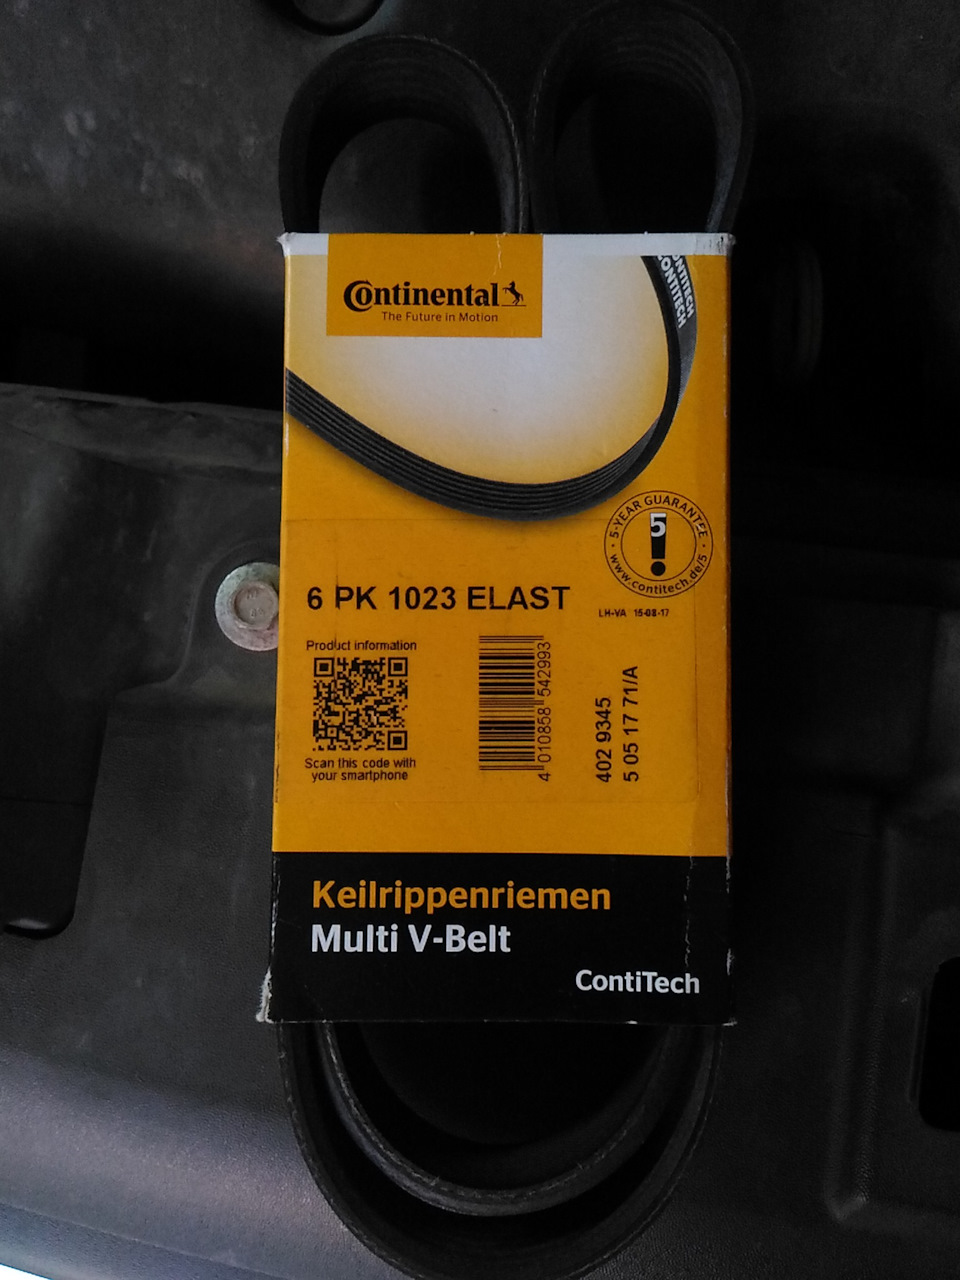 Continental
The Future in Motion
CONTITECH
CONTITECH
5-YEAR GUARANTEE
5
www.contitech.de/5
6 PK 1023 ELAST
LH-VA 15-08-17
Product information
Scan this code with
your smartphone
4 010858 542993
402 9345
5 05 17 71/A
Keilrippenriemen
Multi V-Belt
ContiTech